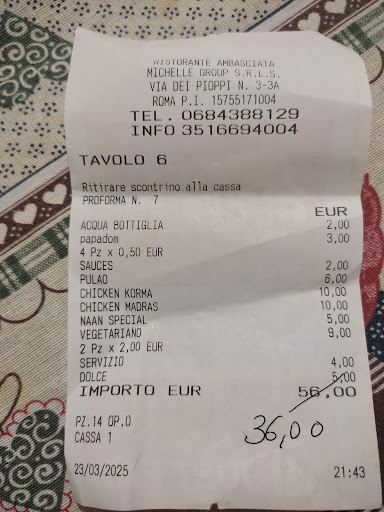 RISTORANTE AMBASCIATA
MICHELLE GROUP S.R.L.S.
VIA DEI PIOPPI N. 3-3A
ROMA P.I. 15755171004
TEL. 0684388129
INFO 3516694004
TAVOLO 6
Ritirare scontrino alla cassa
PROFORMA N. 7
EUR
ACQUA BOTTIGLIA 2,00
papadom 3,00
4 Pz x 0,50 EUR
SAUCES 2,00
PULAO 6,00
CHICKEN KORMA 10,00
CHICKEN MADRAS 10,00
NAAN SPECIAL 5,00
VEGETARIANO 9,00
2 Pz x 2,00 EUR
SERVIZIO 4,00
DOLCE 5,00
IMPORTO EUR 56,00
PZ.14 OP.0
36,00
CASSA 1
23/03/2025 21:43